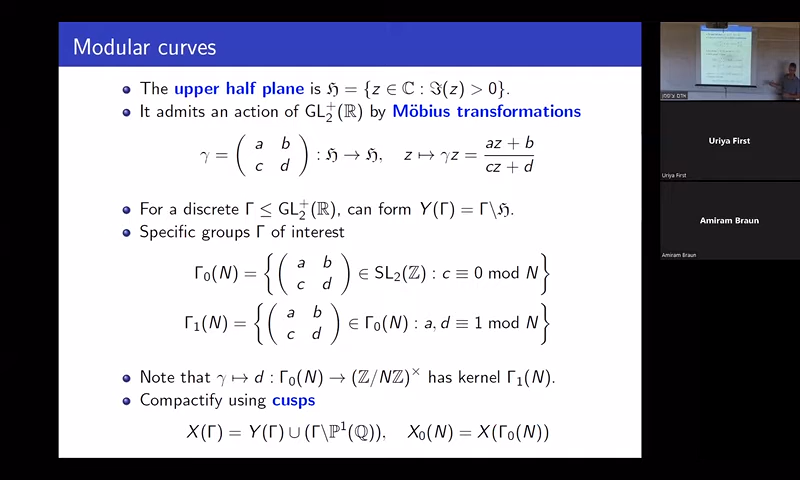 Modular curves
• The upper half plane is ℌ = {z ∈ ℂ : ℑ(z) > 0}.
• It admits an action of GL₂⁺(ℝ) by Möbius transformations
γ = ( a b ; c d ) : ℌ → ℌ, z ↦ γz = (az + b)/(cz + d)
• For a discrete Γ ≤ GL₂⁺(ℝ), can form Y(Γ) = Γ\ℌ.
• Specific groups Γ of interest
Γ₀(N) = { ( a b ; c d ) ∈ SL₂(ℤ) : c ≡ 0 mod N }
Γ₁(N) = { ( a b ; c d ) ∈ Γ₀(N) : a, d ≡ 1 mod N }
• Note that γ ↦ d : Γ₀(N) → (ℤ/Nℤ)^× has kernel Γ₁(N).
• Compactify using cusps
X(Γ) = Y(Γ) ∪ (Γ\ℙ¹(ℚ)), X₀(N) = X(Γ₀(N))
Uriya First
Uriya First
Amiram Braun
Amiram Braun